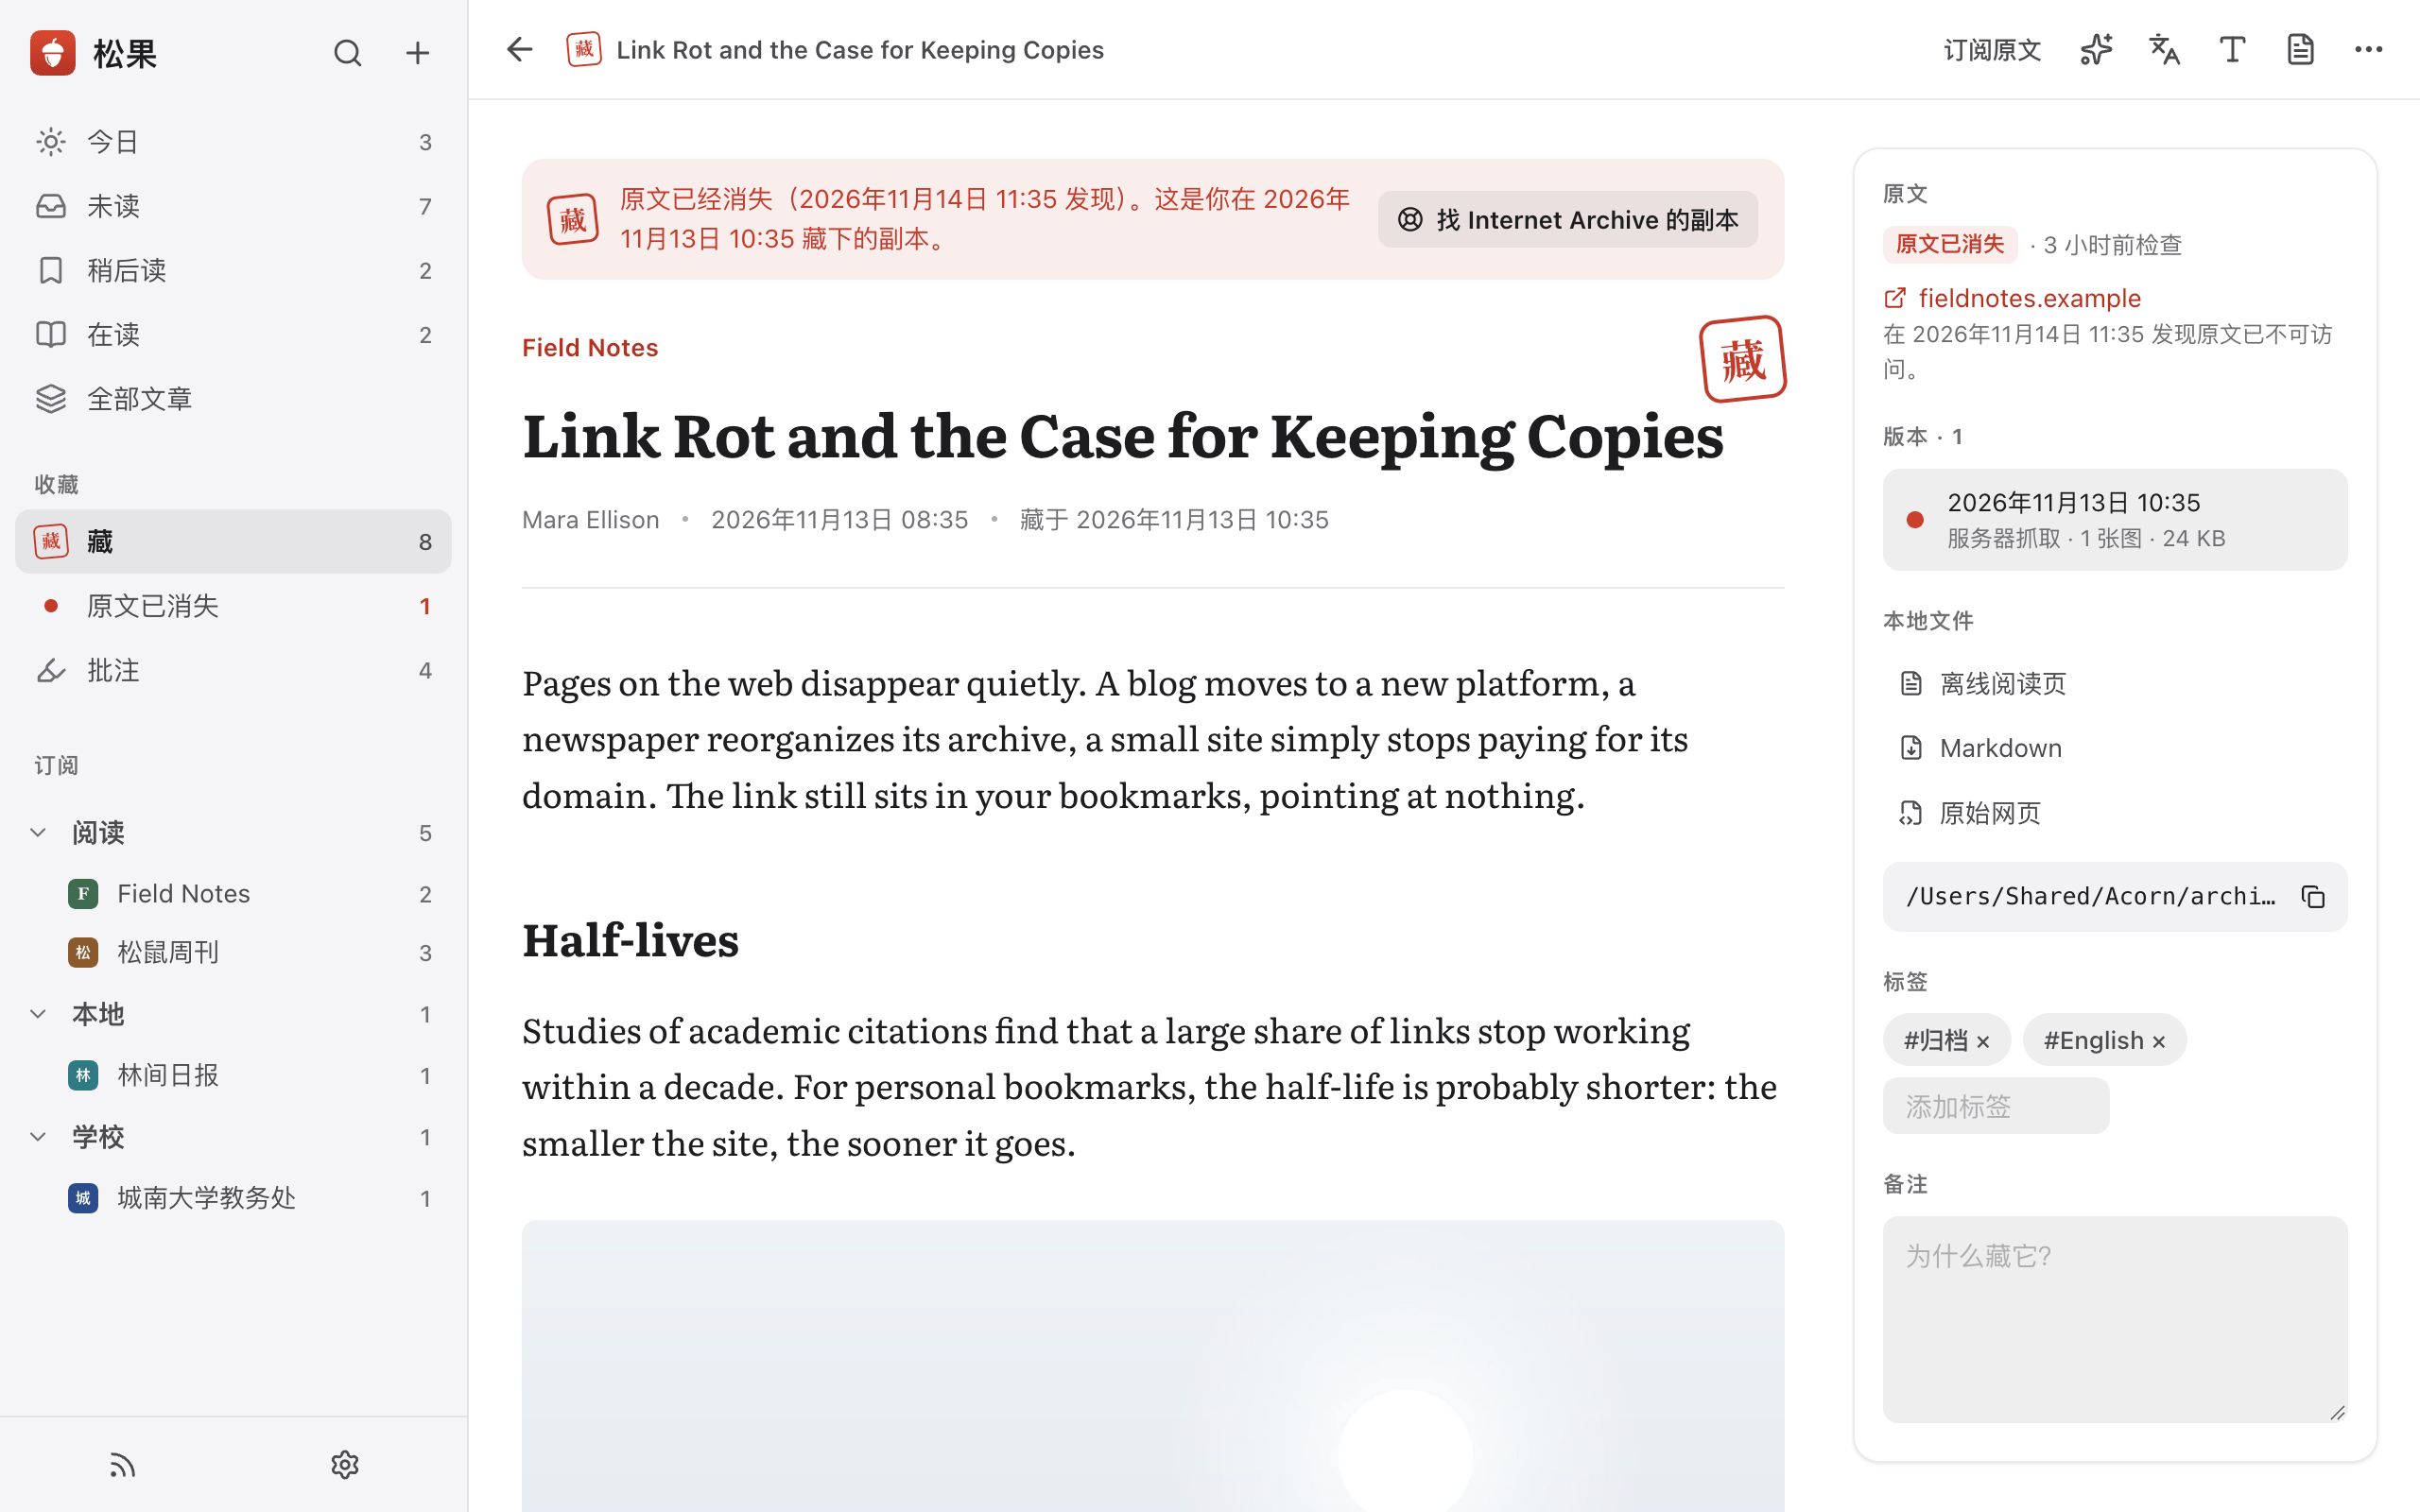 松果
今日 3
未读 7
稍后读 2
在读 2
全部文章
收藏
藏 藏 8
原文已消失 1
批注 4
订阅
阅读 5
F Field Notes 2
松 松鼠周刊 3
本地 1
林 林间日报 1
学校 1
城 城南大学教务处 1
藏 Link Rot and the Case for Keeping Copies
订阅原文
藏
原文已经消失（2026年11月14日 11:35 发现）。这是你在 2026年
11月13日 10:35 藏下的副本。
找 Internet Archive 的副本
Field Notes
藏
Link Rot and the Case for Keeping Copies
Mara Ellison • 2026年11月13日 08:35 • 藏于 2026年11月13日 10:35
Pages on the web disappear quietly. A blog moves to a new platform, a
newspaper reorganizes its archive, a small site simply stops paying for its
domain. The link still sits in your bookmarks, pointing at nothing.
Half-lives
Studies of academic citations find that a large share of links stop working
within a decade. For personal bookmarks, the half-life is probably shorter: the
smaller the site, the sooner it goes.
原文
原文已消失 · 3 小时前检查
fieldnotes.example
在 2026年11月14日 11:35 发现原文已不可访
问。
版本 · 1
2026年11月13日 10:35
服务器抓取 · 1 张图 · 24 KB
本地文件
离线阅读页
Markdown
原始网页
/Users/Shared/Acorn/archi…
标签
#归档 × #English ×
添加标签
备注
为什么藏它？